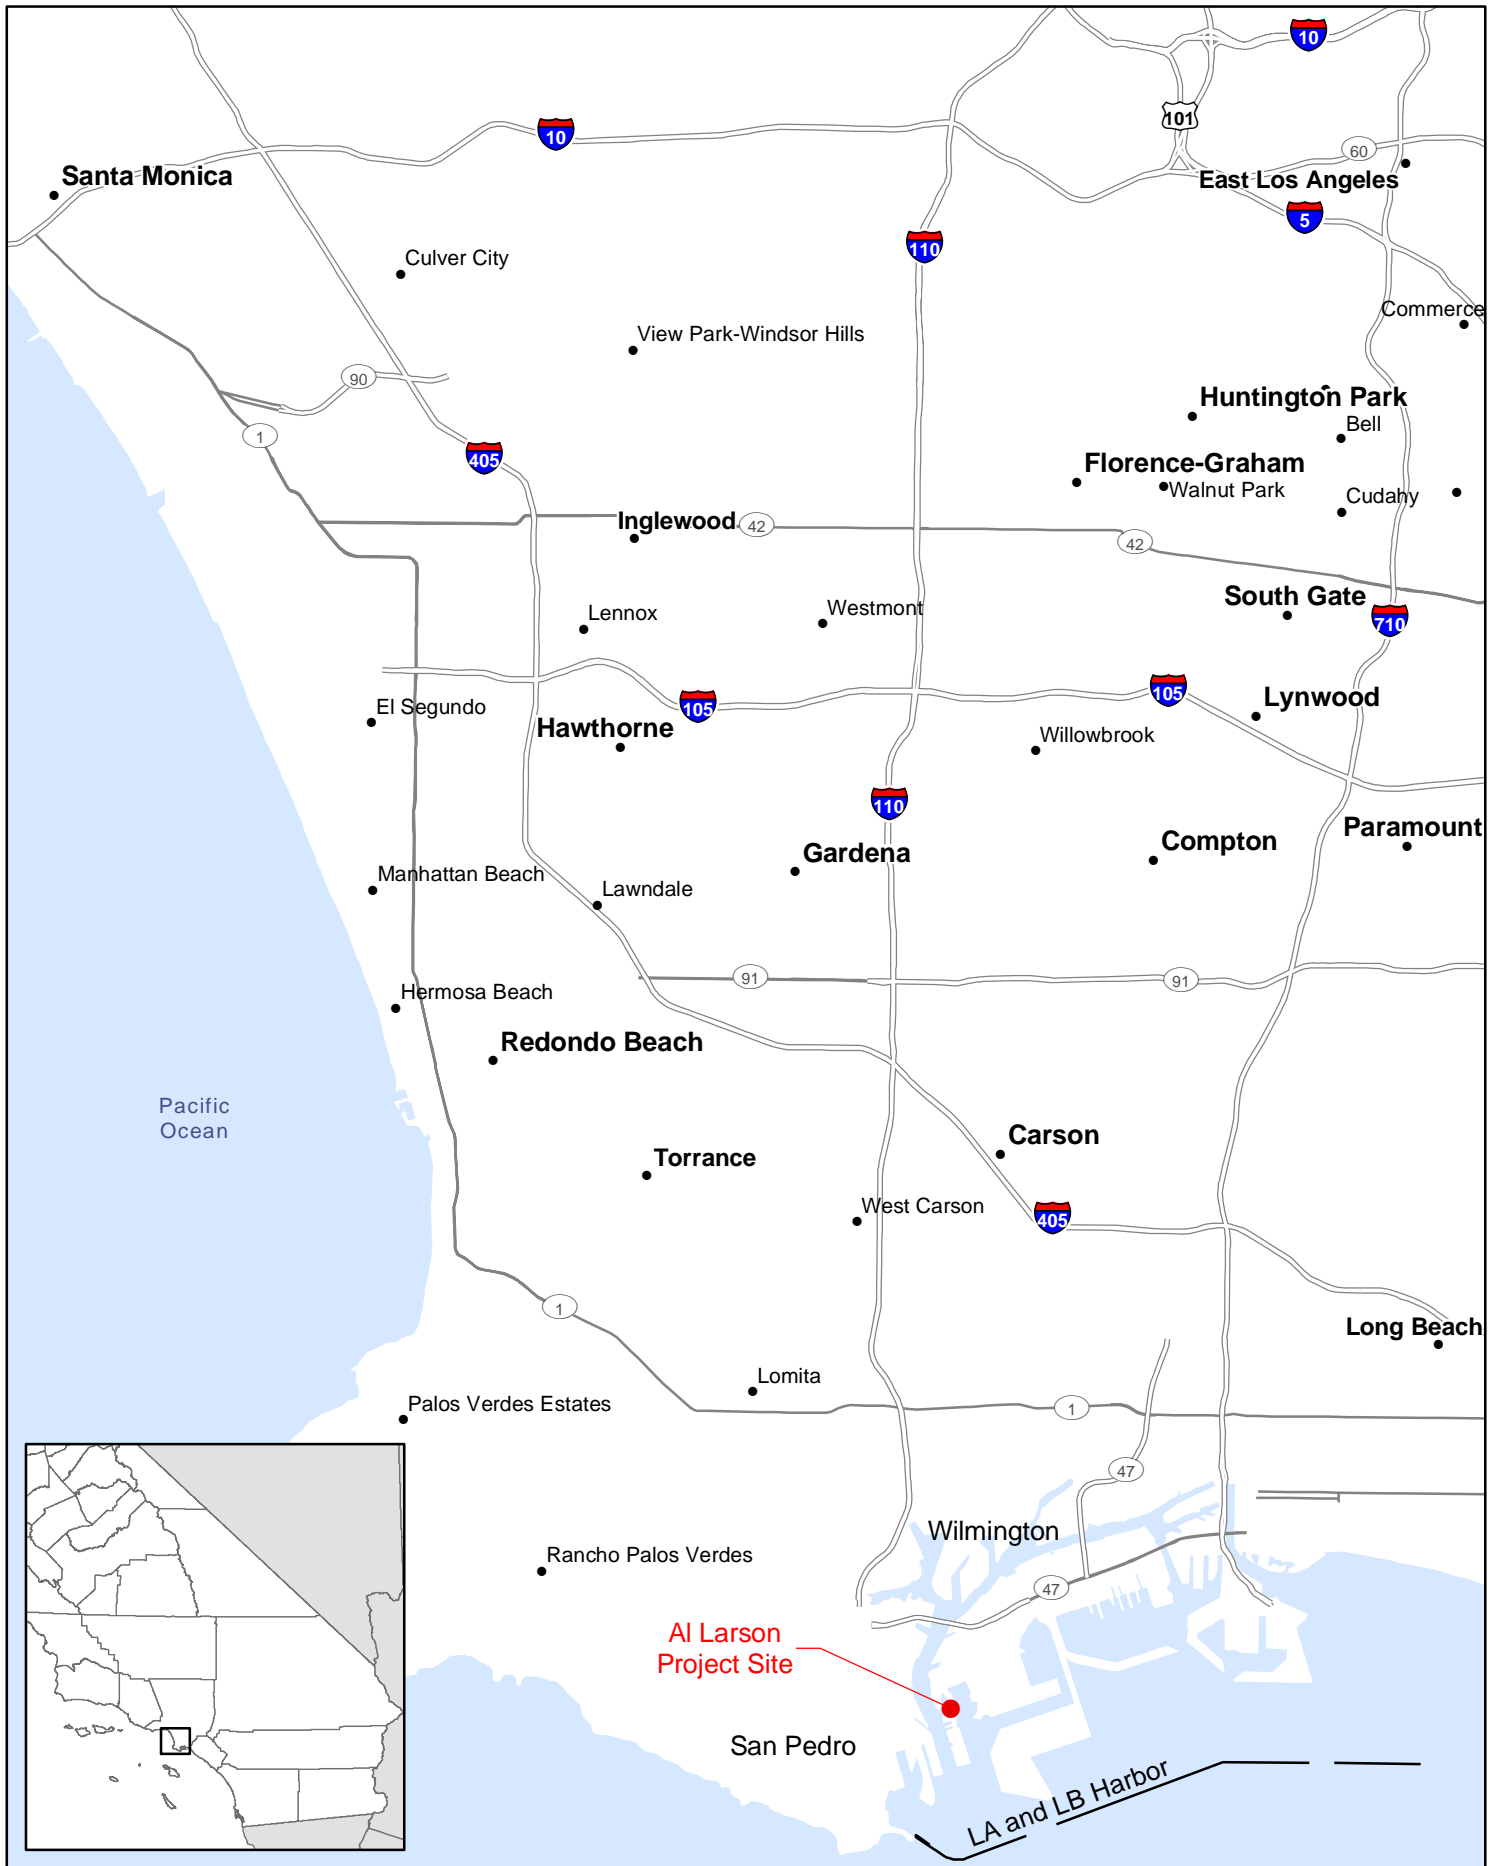 10
10
101
60
Santa Monica
East Los Angeles
5
110
Culver City
Commerce
View Park-Windsor Hills
90
Huntington Park
Bell
1
405
Florence-Graham
Walnut Park
Cudahy
Inglewood
42
42
South Gate
Lennox
Westmont
710
105
Lynwood
El Segundo
105
Hawthorne
Willowbrook
110
Paramount
Compton
Gardena
Manhattan Beach
Lawndale
91
91
Hermosa Beach
Redondo Beach
Pacific
Ocean
Carson
Torrance
West Carson
405
1
Long Beach
Lomita
Palos Verdes Estates
1
47
Wilmington
Rancho Palos Verdes
47
Al Larson
Project Site
San Pedro
LA and LB Harbor